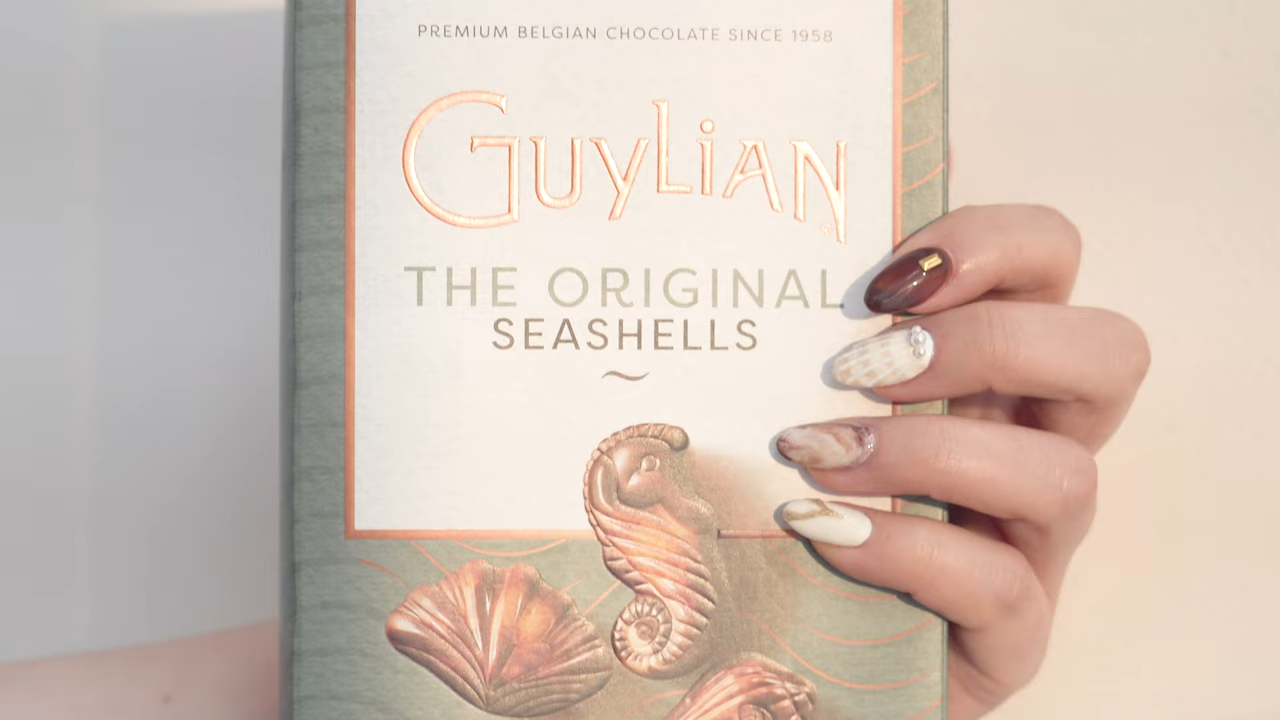 PREMIUM BELGIAN CHOCOLATE SINCE 1958
GUYLiAN
THE ORIGINAL
SEASHELLS